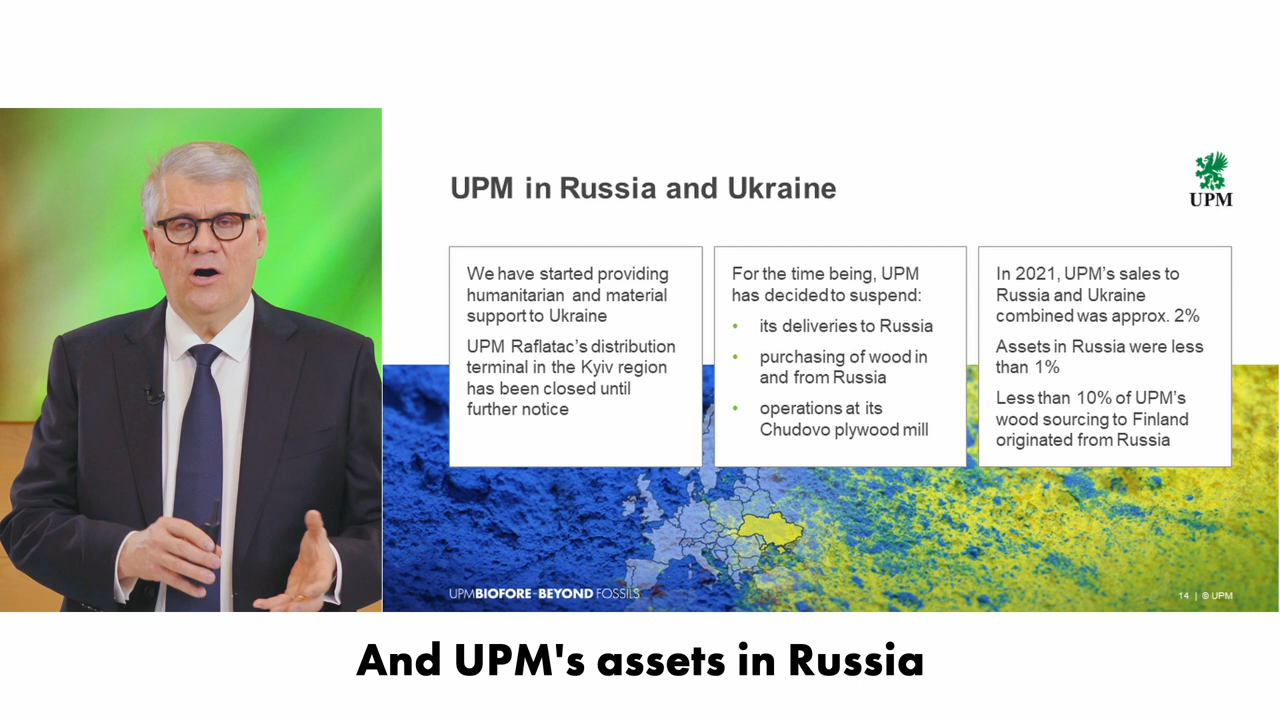 UPM in Russia and Ukraine
UPM
We have started providing
humanitarian and material
support to Ukraine
UPM Raflatac's distribution
terminal in the Kyiv region
has been closed until
further notice
For the time being, UPM
has decided to suspend:
• its deliveries to Russia
• purchasing of wood in
and from Russia
• operations at its
Chudovo plywood mill
In 2021, UPM's sales to
Russia and Ukraine
combined was approx. 2%
Assets in Russia were less
than 1%
Less than 10% of UPM's
wood sourcing to Finland
originated from Russia
UPM BIOFORE–BEYOND FOSSILS
14 | © UPM
And UPM's assets in Russia